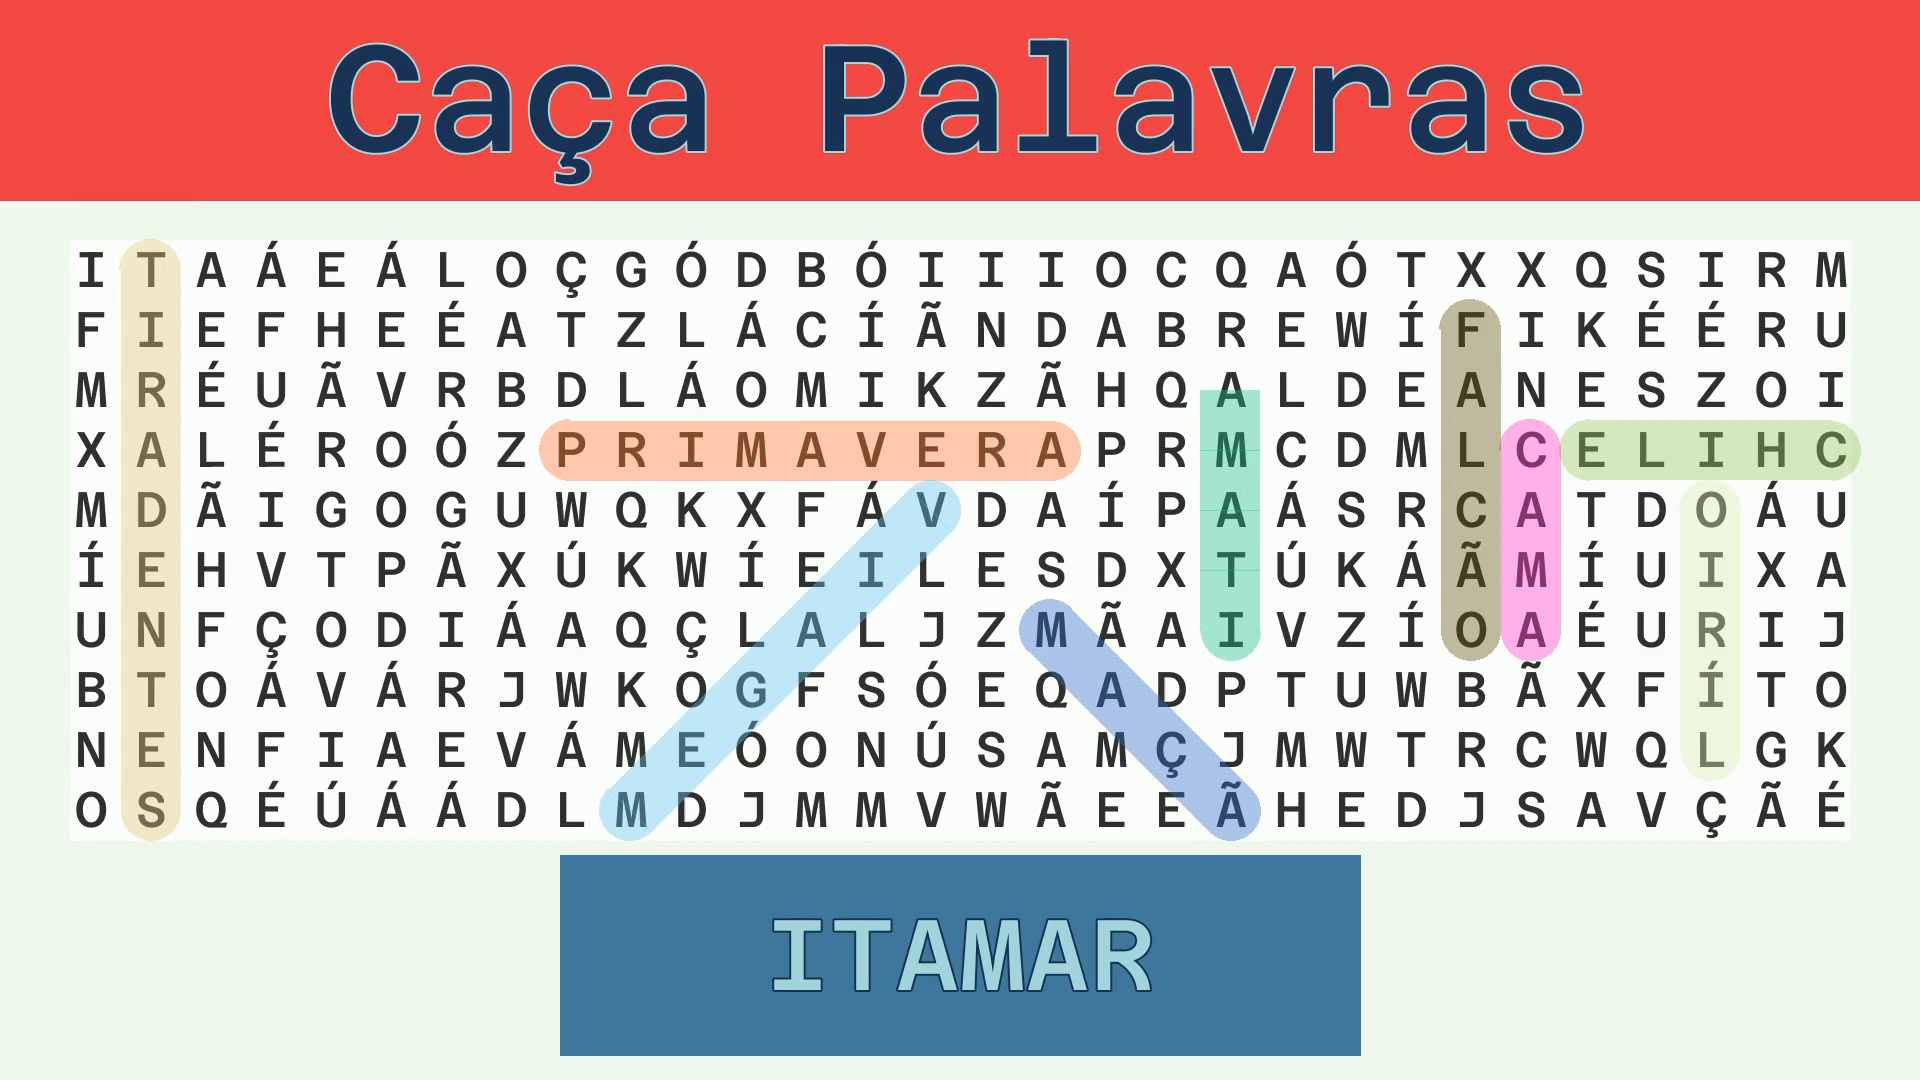 Caça Palavras
I T A Á E Á L O Ç G Ó D B Ó I I I O C Q A Ó T X X Q S I R M
F I E F H E É A T Z L Á C Í Ã N D A B R E W Í F I K É É R U
M R É U Ã V R B D L Á O M I K Z Ã H Q A L D E A N E S Z O I
X A L É R O Ó Z P R I M A V E R A P R M C D M L C E L I H C
M D Ã I G O G U W Q K X F Á V D A Í P A Á S R C A T D O Á U
Í E H V T P Ã X Ú K W Í E I L E S D X T Ú K Á Ã M Í U I X A
U N F Ç O D I Á A Q Ç L A L J Z M Ã A I V Z Í O A É U R I J
B T O Á V Á R J W K O G F S Ó E Q A D P T U W B Ã X F Í T O
N E N F I A E V Á M E Ó O N Ú S A M Ç J M W T R C W Q L G K
O S Q É Ú Á Á D L M D J M M V W Ã E E Ã H E D J S A V Ç Ã É
ITAMAR